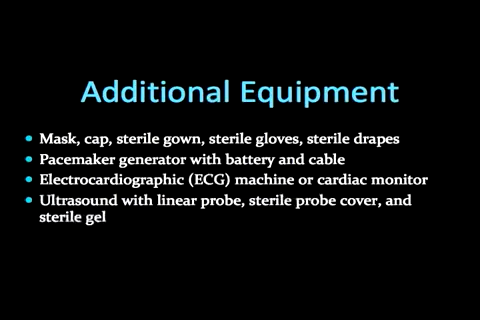 Additional Equipment
Mask, cap, sterile gown, sterile gloves, sterile drapes
Pacemaker generator with battery and cable
Electrocardiographic (ECG) machine or cardiac monitor
Ultrasound with linear probe, sterile probe cover, and
sterile gel